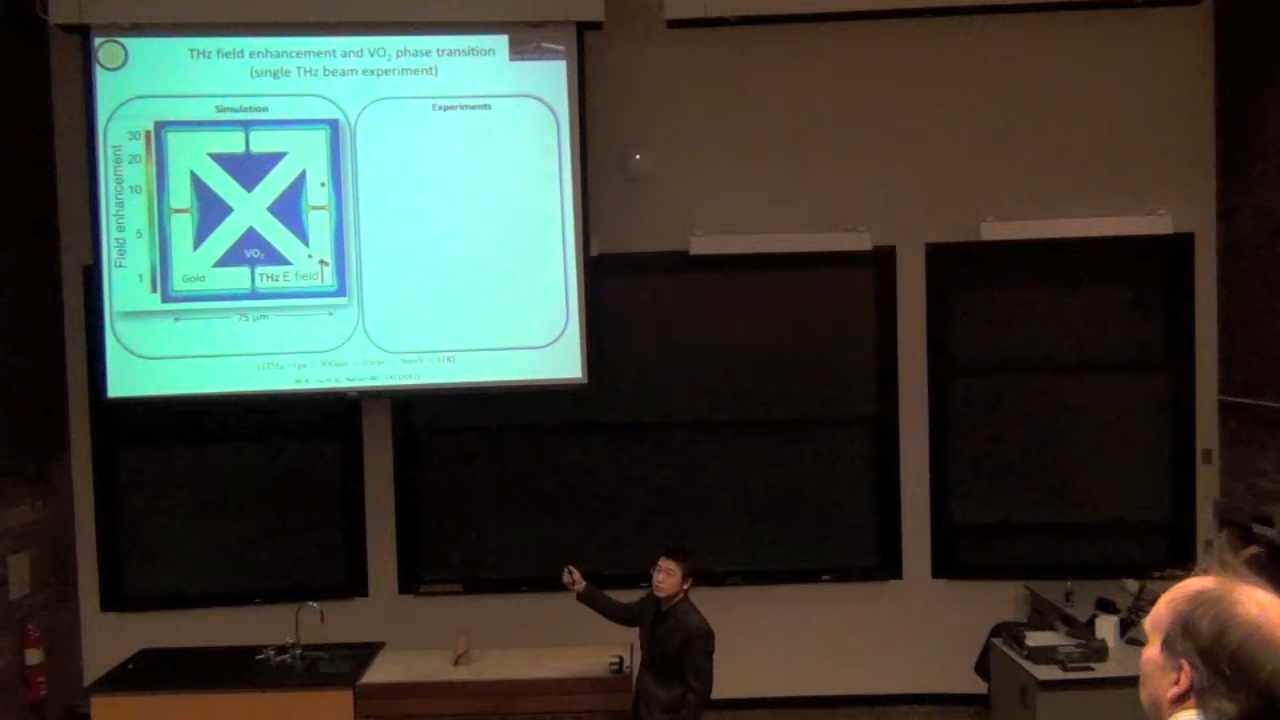 THz field enhancement and VO₂ phase transition
(single THz beam experiment)
Simulation
Experiments
Field enhancement
30
20
10
5
1
VO₂
Gold
THz E field
75 μm